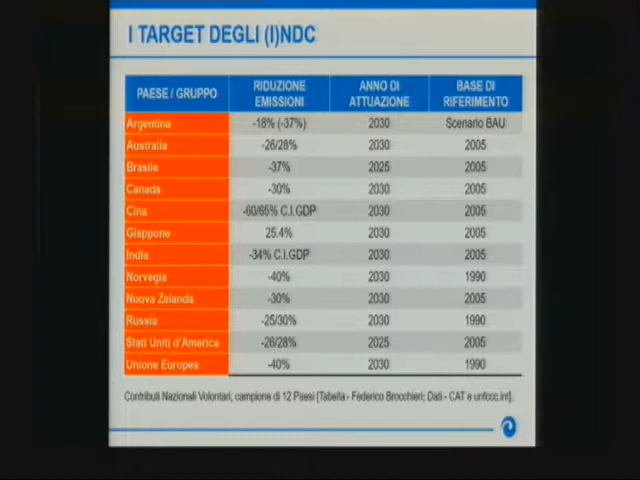 I TARGET DEGLI (I)NDC
PAESE / GRUPPO RIDUZIONE EMISSIONI ANNO DI ATTUAZIONE BASE DI RIFERIMENTO
Argentina -18% (-37%) 2030 Scenario BAU
Australia -26/28% 2030 2005
Brasile -37% 2025 2005
Canada -30% 2030 2005
Cina -60/65% C.I.GDP 2030 2005
Giappone 25.4% 2030 2005
India -34% C.I.GDP 2030 2005
Norvegia -40% 2030 1990
Nuova Zelanda -30% 2030 2005
Russia -25/30% 2030 1990
Stati Uniti d'America -26/28% 2025 2005
Unione Europea -40% 2030 1990
Contributi Nazionali Volontari, campione di 12 Paesi [Tabella - Federico Brocchieri; Dati - CAT e unfccc.int].